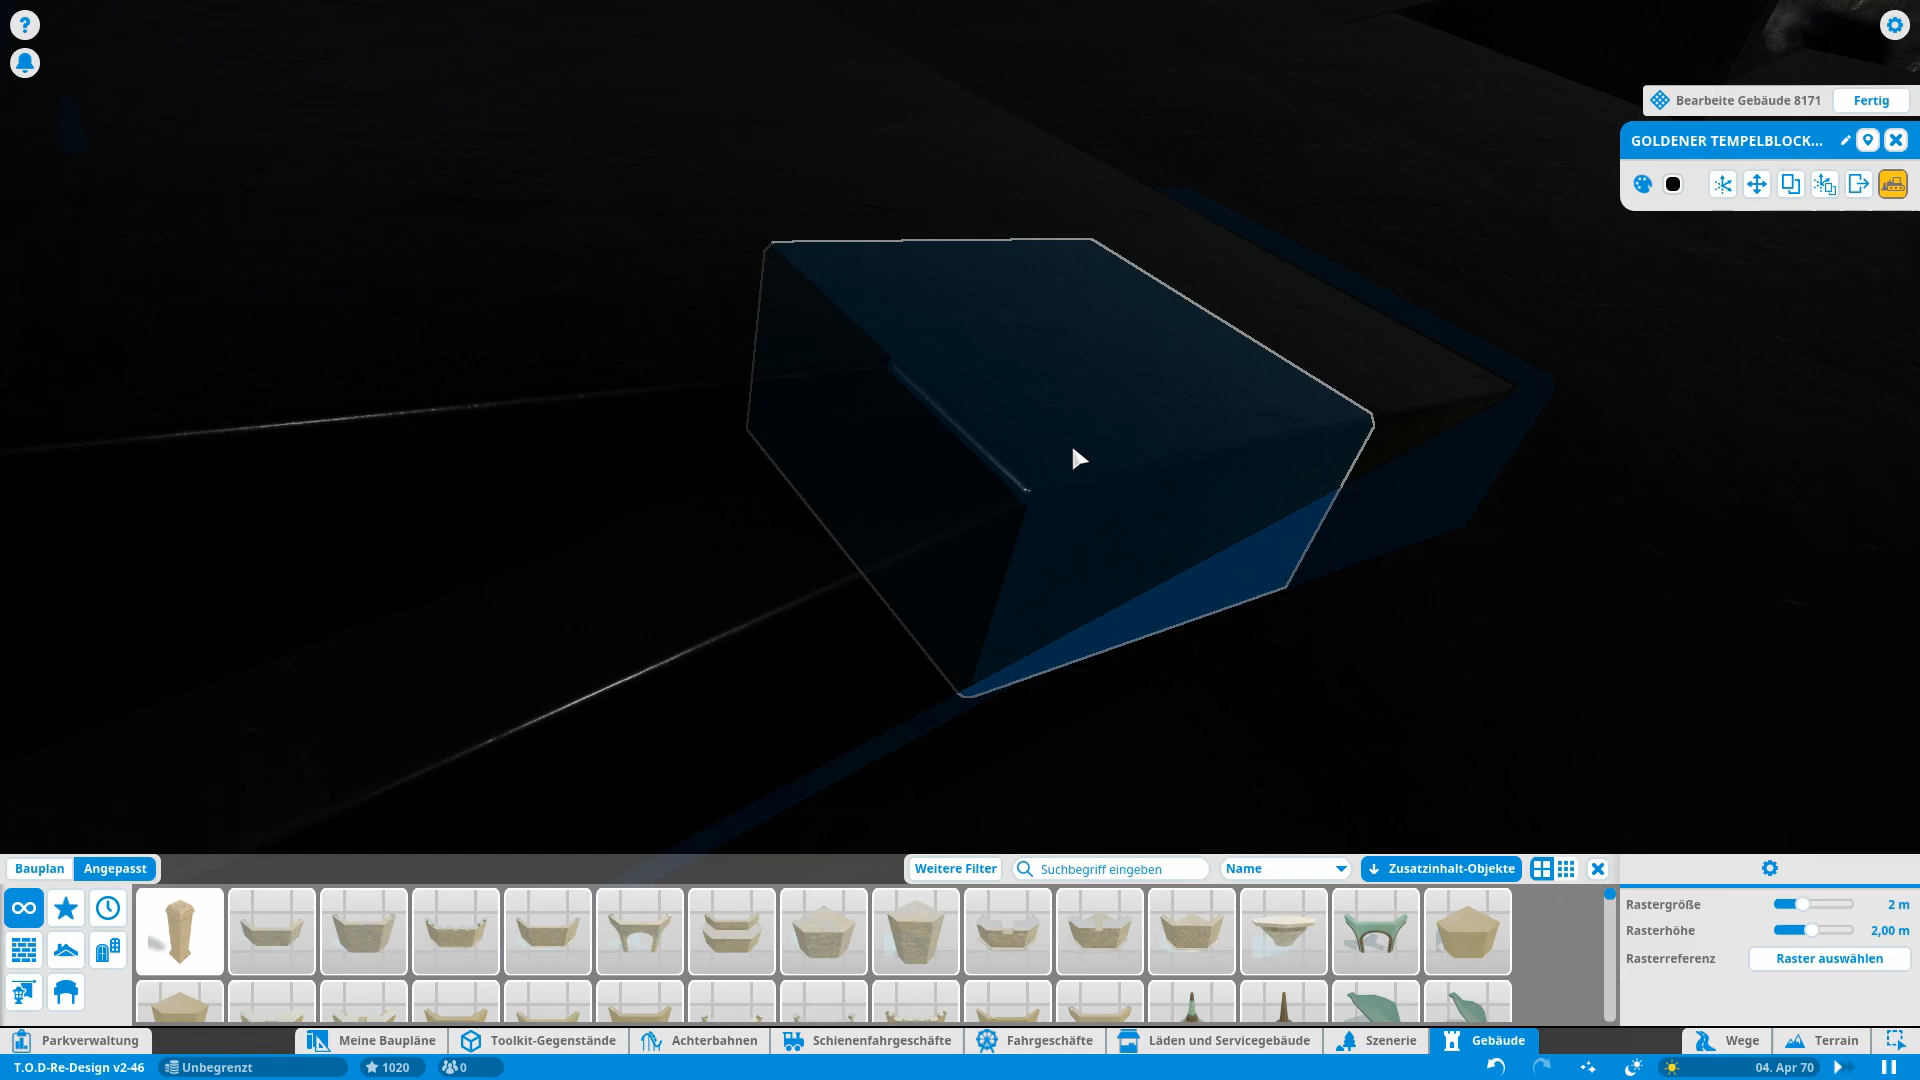 Bearbeite Gebäude 8171
Fertig
GOLDENER TEMPELBLOCK...
Bauplan
Angepasst
Weitere Filter
Suchbegriff eingeben
Name
Zusatzinhalt-Objekte
Rastergröße
2 m
Rasterhöhe
2,00 m
Rasterreferenz
Raster auswählen
Parkverwaltung
Meine Baupläne
Toolkit-Gegenstände
Achterbahnen
Schienenfahrgeschäfte
Fahrgeschäfte
Läden und Servicegebäude
Szenerie
Gebäude
Wege
Terrain
T.O.D-Re-Design v2-46
Unbegrenzt
1020
0
04. Apr 70